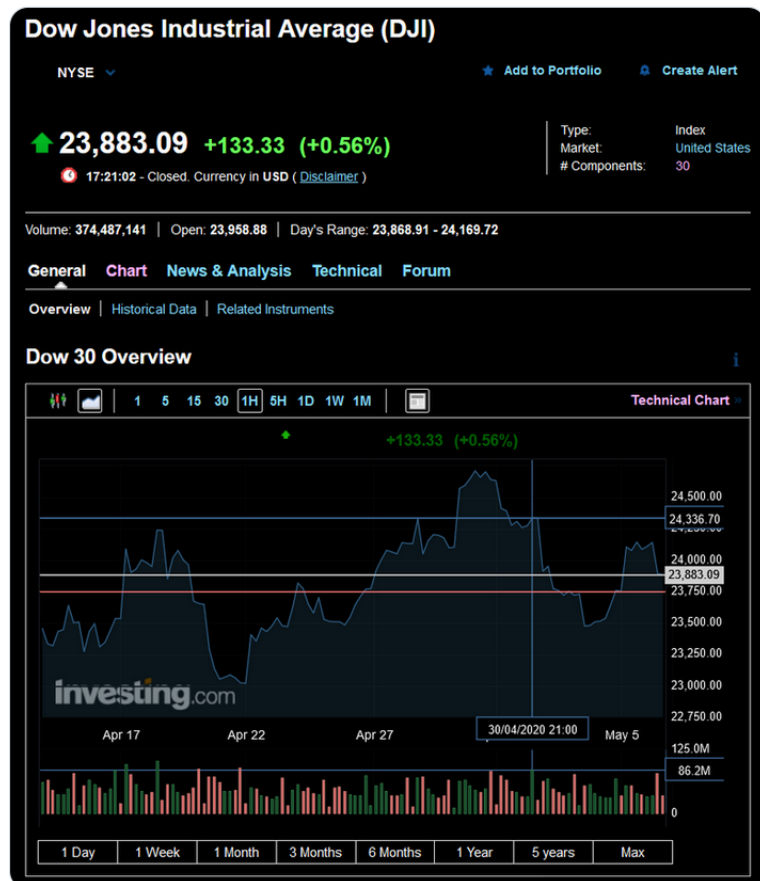 Dow Jones Industrial Average (DJI)
NYSE
Add to Portfolio Create Alert
23,883.09 +133.33 (+0.56%)
17:21:02 - Closed. Currency in USD ( Disclaimer )
Type: Index
Market: United States
# Components: 30
Volume: 374,487,141 | Open: 23,958.88 | Day's Range: 23,868.91 - 24,169.72
General Chart News & Analysis Technical Forum
Overview | Historical Data | Related Instruments
Dow 30 Overview
1 5 15 30 1H 5H 1D 1W 1M Technical Chart »
+133.33 (+0.56%)
24,500.00
24,336.70
24,000.00
23,883.09
23,750.00
23,500.00
23,250.00
23,000.00
22,750.00
investing.com
Apr 17 Apr 22 Apr 27 30/04/2020 21:00 May 5
125.0M
86.2M
0
1 Day 1 Week 1 Month 3 Months 6 Months 1 Year 5 years Max